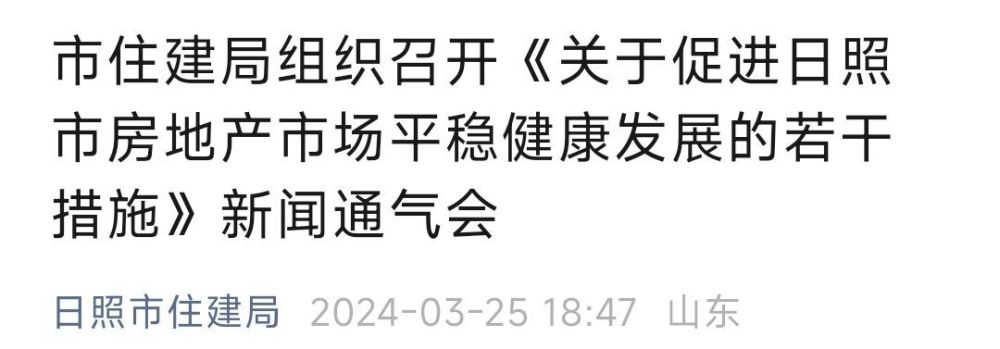 市住建局组织召开《关于促进日照
市房地产市场平稳健康发展的若干
措施》新闻通气会
日照市住建局 2024-03-25 18:47 山东